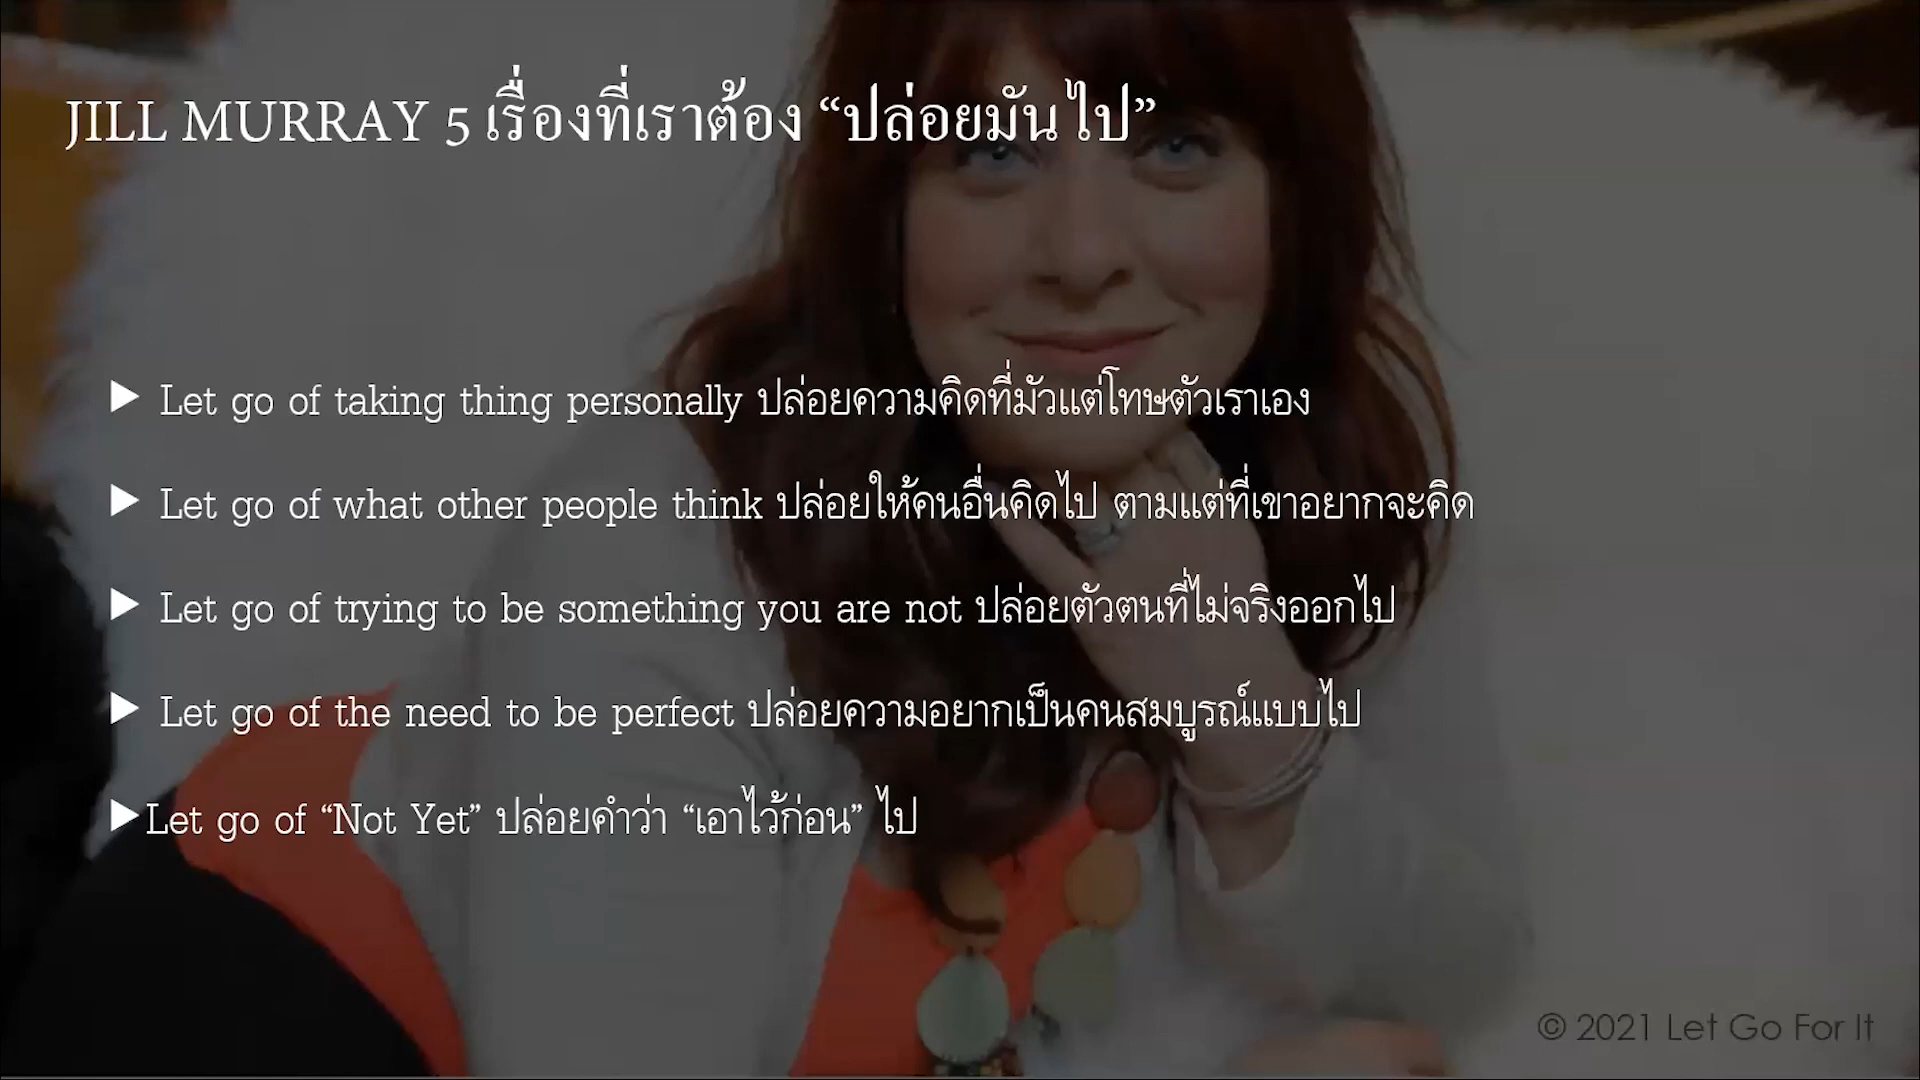 JILL MURRAY 5 เรื่องที่เราต้อง “ปล่อยมันไป”
Let go of taking thing personally ปล่อยความคิดที่มัวแต่โทษตัวเราเอง
Let go of what other people think ปล่อยให้คนอื่นคิดไป ตามแต่ที่เขาอยากจะคิด
Let go of trying to be something you are not ปล่อยตัวตนที่ไม่จริงออกไป
Let go of the need to be perfect ปล่อยความอยากเป็นคนสมบูรณ์แบบไป
Let go of “Not Yet” ปล่อยคำว่า “เอาไว้ก่อน” ไป
© 2021 Let Go For It